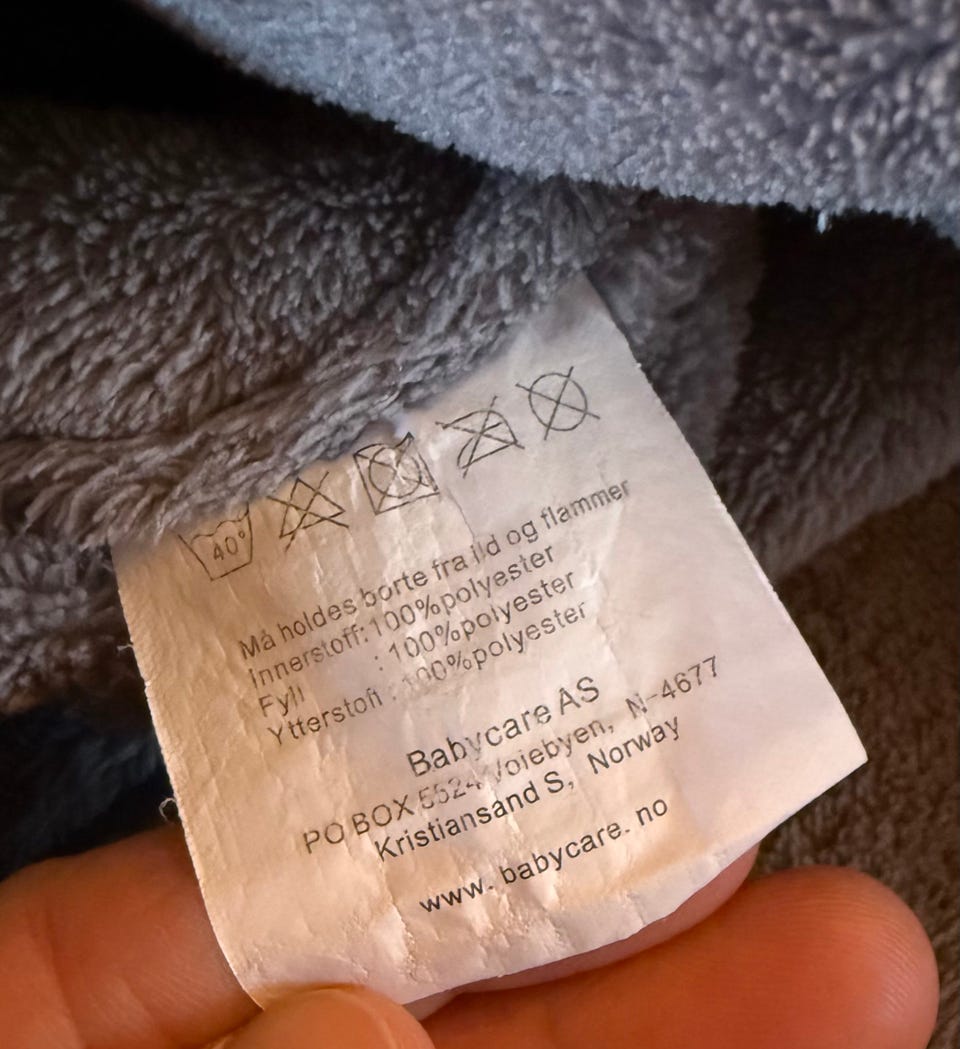 40°
Må holdes borte fra ild og flammer
Innerstoff: 100%polyester
Fyll : 100%polyester
Ytterstoff : 100%polyester
Babycare AS
PO BOX 5524 Voiebyen, N-4677
Kristiansand S, Norway
www. babycare. no